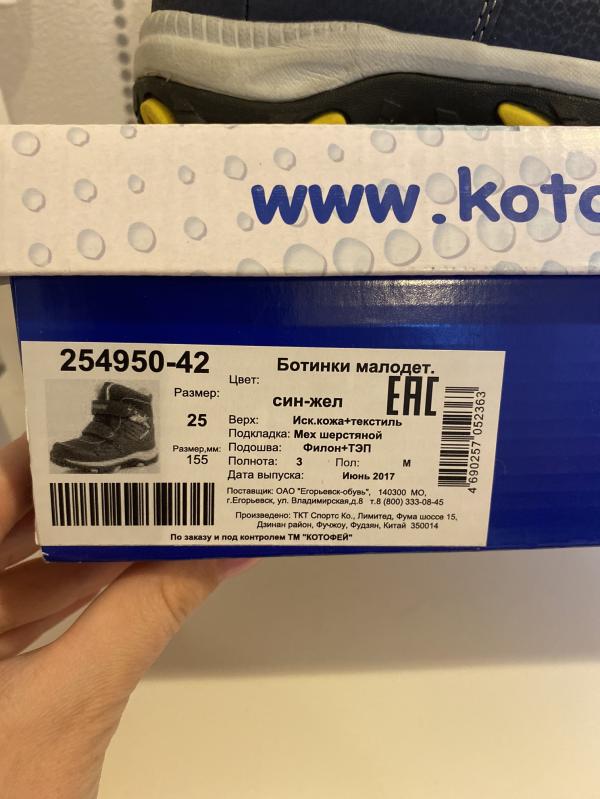 www.kото
254950-42
Ботинки малодет.
Размер:
25
Размер,мм:
155
Цвет:
син-жел
EAC
Верх: Иск.кожа+текстиль
Подкладка: Мех шерстяной
Подошва: Филон+ТЭП
Полнота: 3 Пол: м
Дата выпуска: Июнь 2017
Поставщик: ОАО "Егорьевск-обувь", 140300 МО,
г.Егорьевск, ул. Владимирская,д.8 т.8 (800) 333-08-45
Произведено: ТКТ Спортс Ко., Лимитед, Фума шоссе 15,
Дзинан район, Фучжоу, Фудзян, Китай 350014
По заказу и под контролем ТМ "КОТОФЕЙ"
4 690257 052363